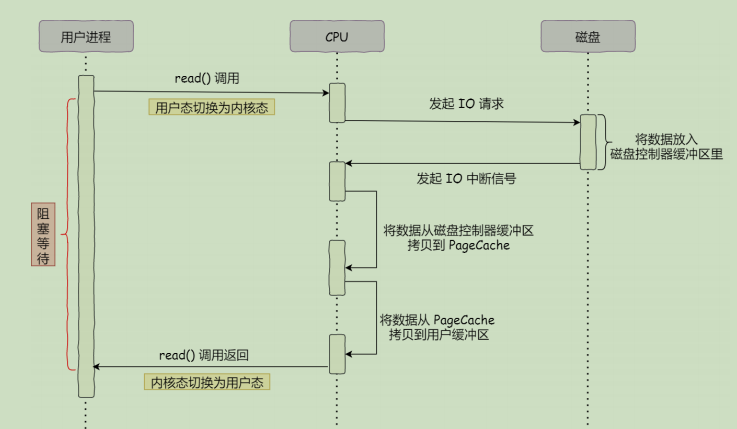 用户进程
CPU
磁盘
read() 调用
用户态切换为内核态
发起 IO 请求
将数据放入
磁盘控制器缓冲区里
发起 IO 中断信号
阻
塞
等
待
将数据从磁盘控制器缓冲区
拷贝到 PageCache
将数据从 PageCache
拷贝到用户缓冲区
read() 调用返回
内核态切换为用户态